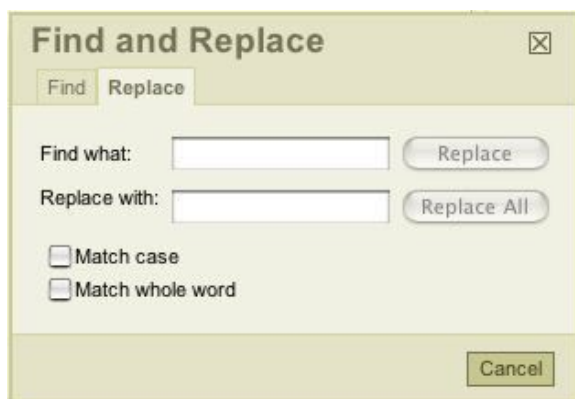 Find and Replace
Find Replace
Find what: Replace
Replace with: Replace All
Match case
Match whole word
Cancel